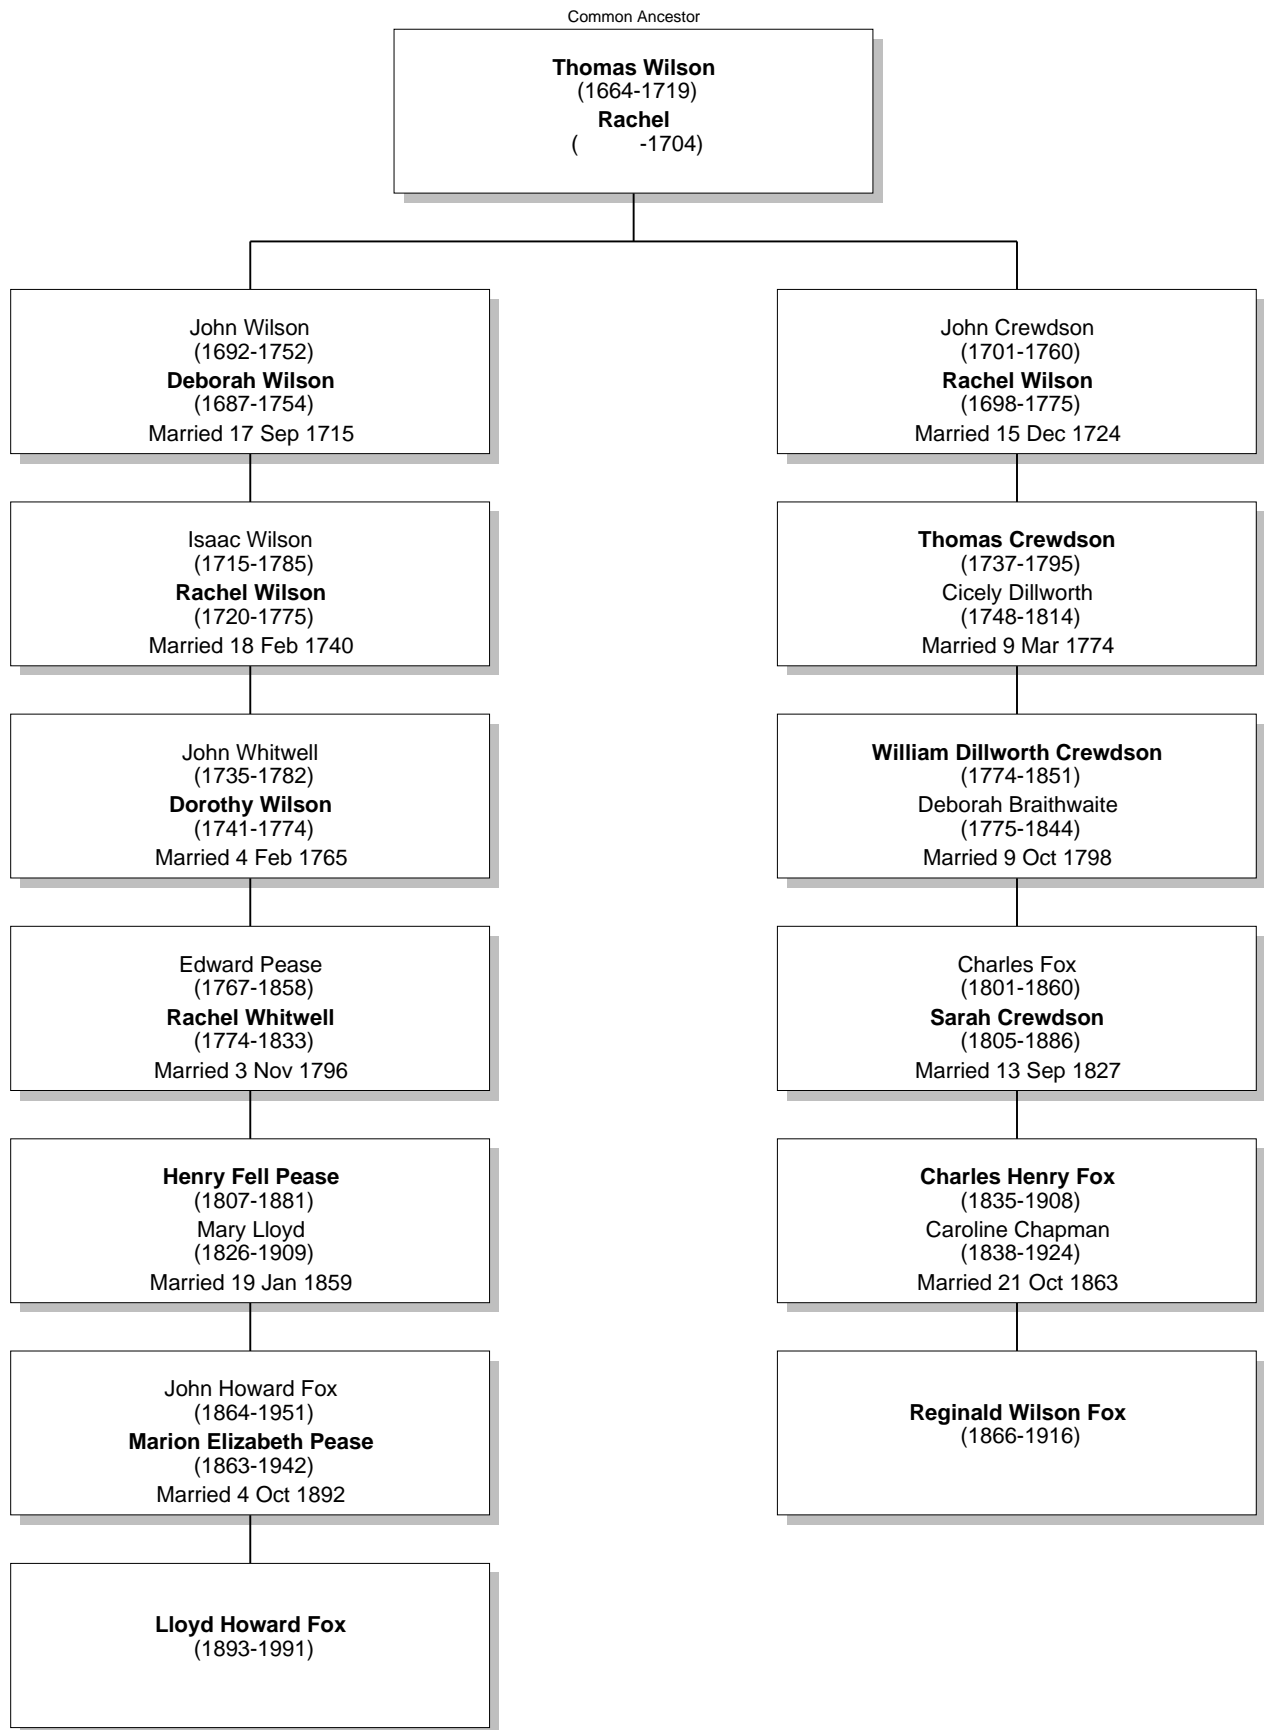 Common Ancestor
Thomas Wilson
(1664-1719)
Rachel
(          -1704)
John Wilson
(1692-1752)
Deborah Wilson
(1687-1754)
Married 17 Sep 1715
John Crewdson
(1701-1760)
Rachel Wilson
(1698-1775)
Married 15 Dec 1724
Isaac Wilson
(1715-1785)
Rachel Wilson
(1720-1775)
Married 18 Feb 1740
Thomas Crewdson
(1737-1795)
Cicely Dillworth
(1748-1814)
Married 9 Mar 1774
John Whitwell
(1735-1782)
Dorothy Wilson
(1741-1774)
Married 4 Feb 1765
William Dillworth Crewdson
(1774-1851)
Deborah Braithwaite
(1775-1844)
Married 9 Oct 1798
Edward Pease
(1767-1858)
Rachel Whitwell
(1774-1833)
Married 3 Nov 1796
Charles Fox
(1801-1860)
Sarah Crewdson
(1805-1886)
Married 13 Sep 1827
Henry Fell Pease
(1807-1881)
Mary Lloyd
(1826-1909)
Married 19 Jan 1859
Charles Henry Fox
(1835-1908)
Caroline Chapman
(1838-1924)
Married 21 Oct 1863
John Howard Fox
(1864-1951)
Marion Elizabeth Pease
(1863-1942)
Married 4 Oct 1892
Reginald Wilson Fox
(1866-1916)
Lloyd Howard Fox
(1893-1991)